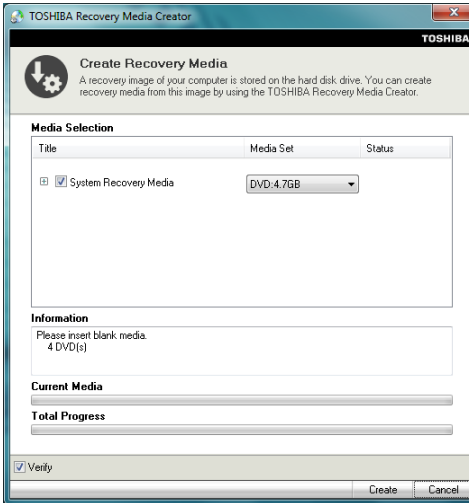 TOSHIBA Recovery Media Creator
TOSHIBA
Create Recovery Media
A recovery image of your computer is stored on the hard disk drive. You can create
recovery media from this image by using the TOSHIBA Recovery Media Creator.
Media Selection
Title Media Set Status
System Recovery Media DVD:4.7GB
Information
Please insert blank media.
4 DVD(s)
Current Media
Total Progress
Verify
Create Cancel